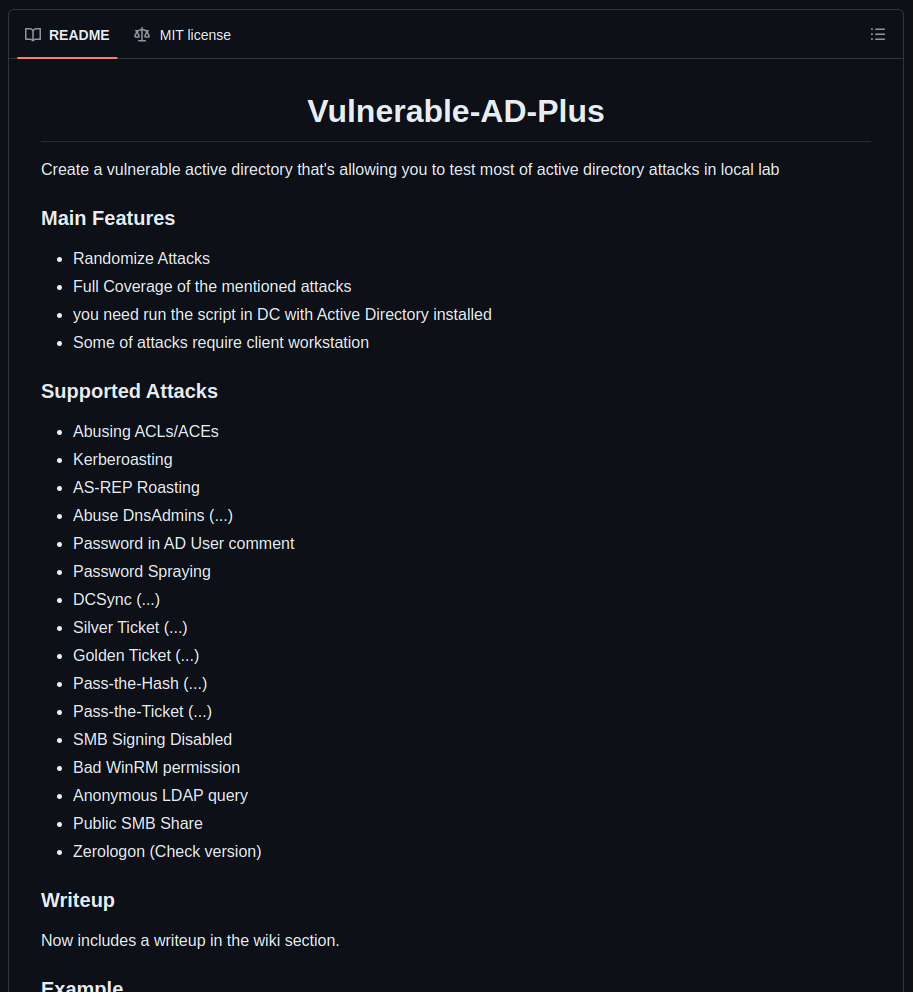 README
MIT license
Vulnerable-AD-Plus
Create a vulnerable active directory that's allowing you to test most of active directory attacks in local lab
Main Features
Randomize Attacks
Full Coverage of the mentioned attacks
you need run the script in DC with Active Directory installed
Some of attacks require client workstation
Supported Attacks
Abusing ACLs/ACEs
Kerberoasting
AS-REP Roasting
Abuse DnsAdmins (...)
Password in AD User comment
Password Spraying
DCSync (...)
Silver Ticket (...)
Golden Ticket (...)
Pass-the-Hash (...)
Pass-the-Ticket (...)
SMB Signing Disabled
Bad WinRM permission
Anonymous LDAP query
Public SMB Share
Zerologon (Check version)
Writeup
Now includes a writeup in the wiki section.
Example